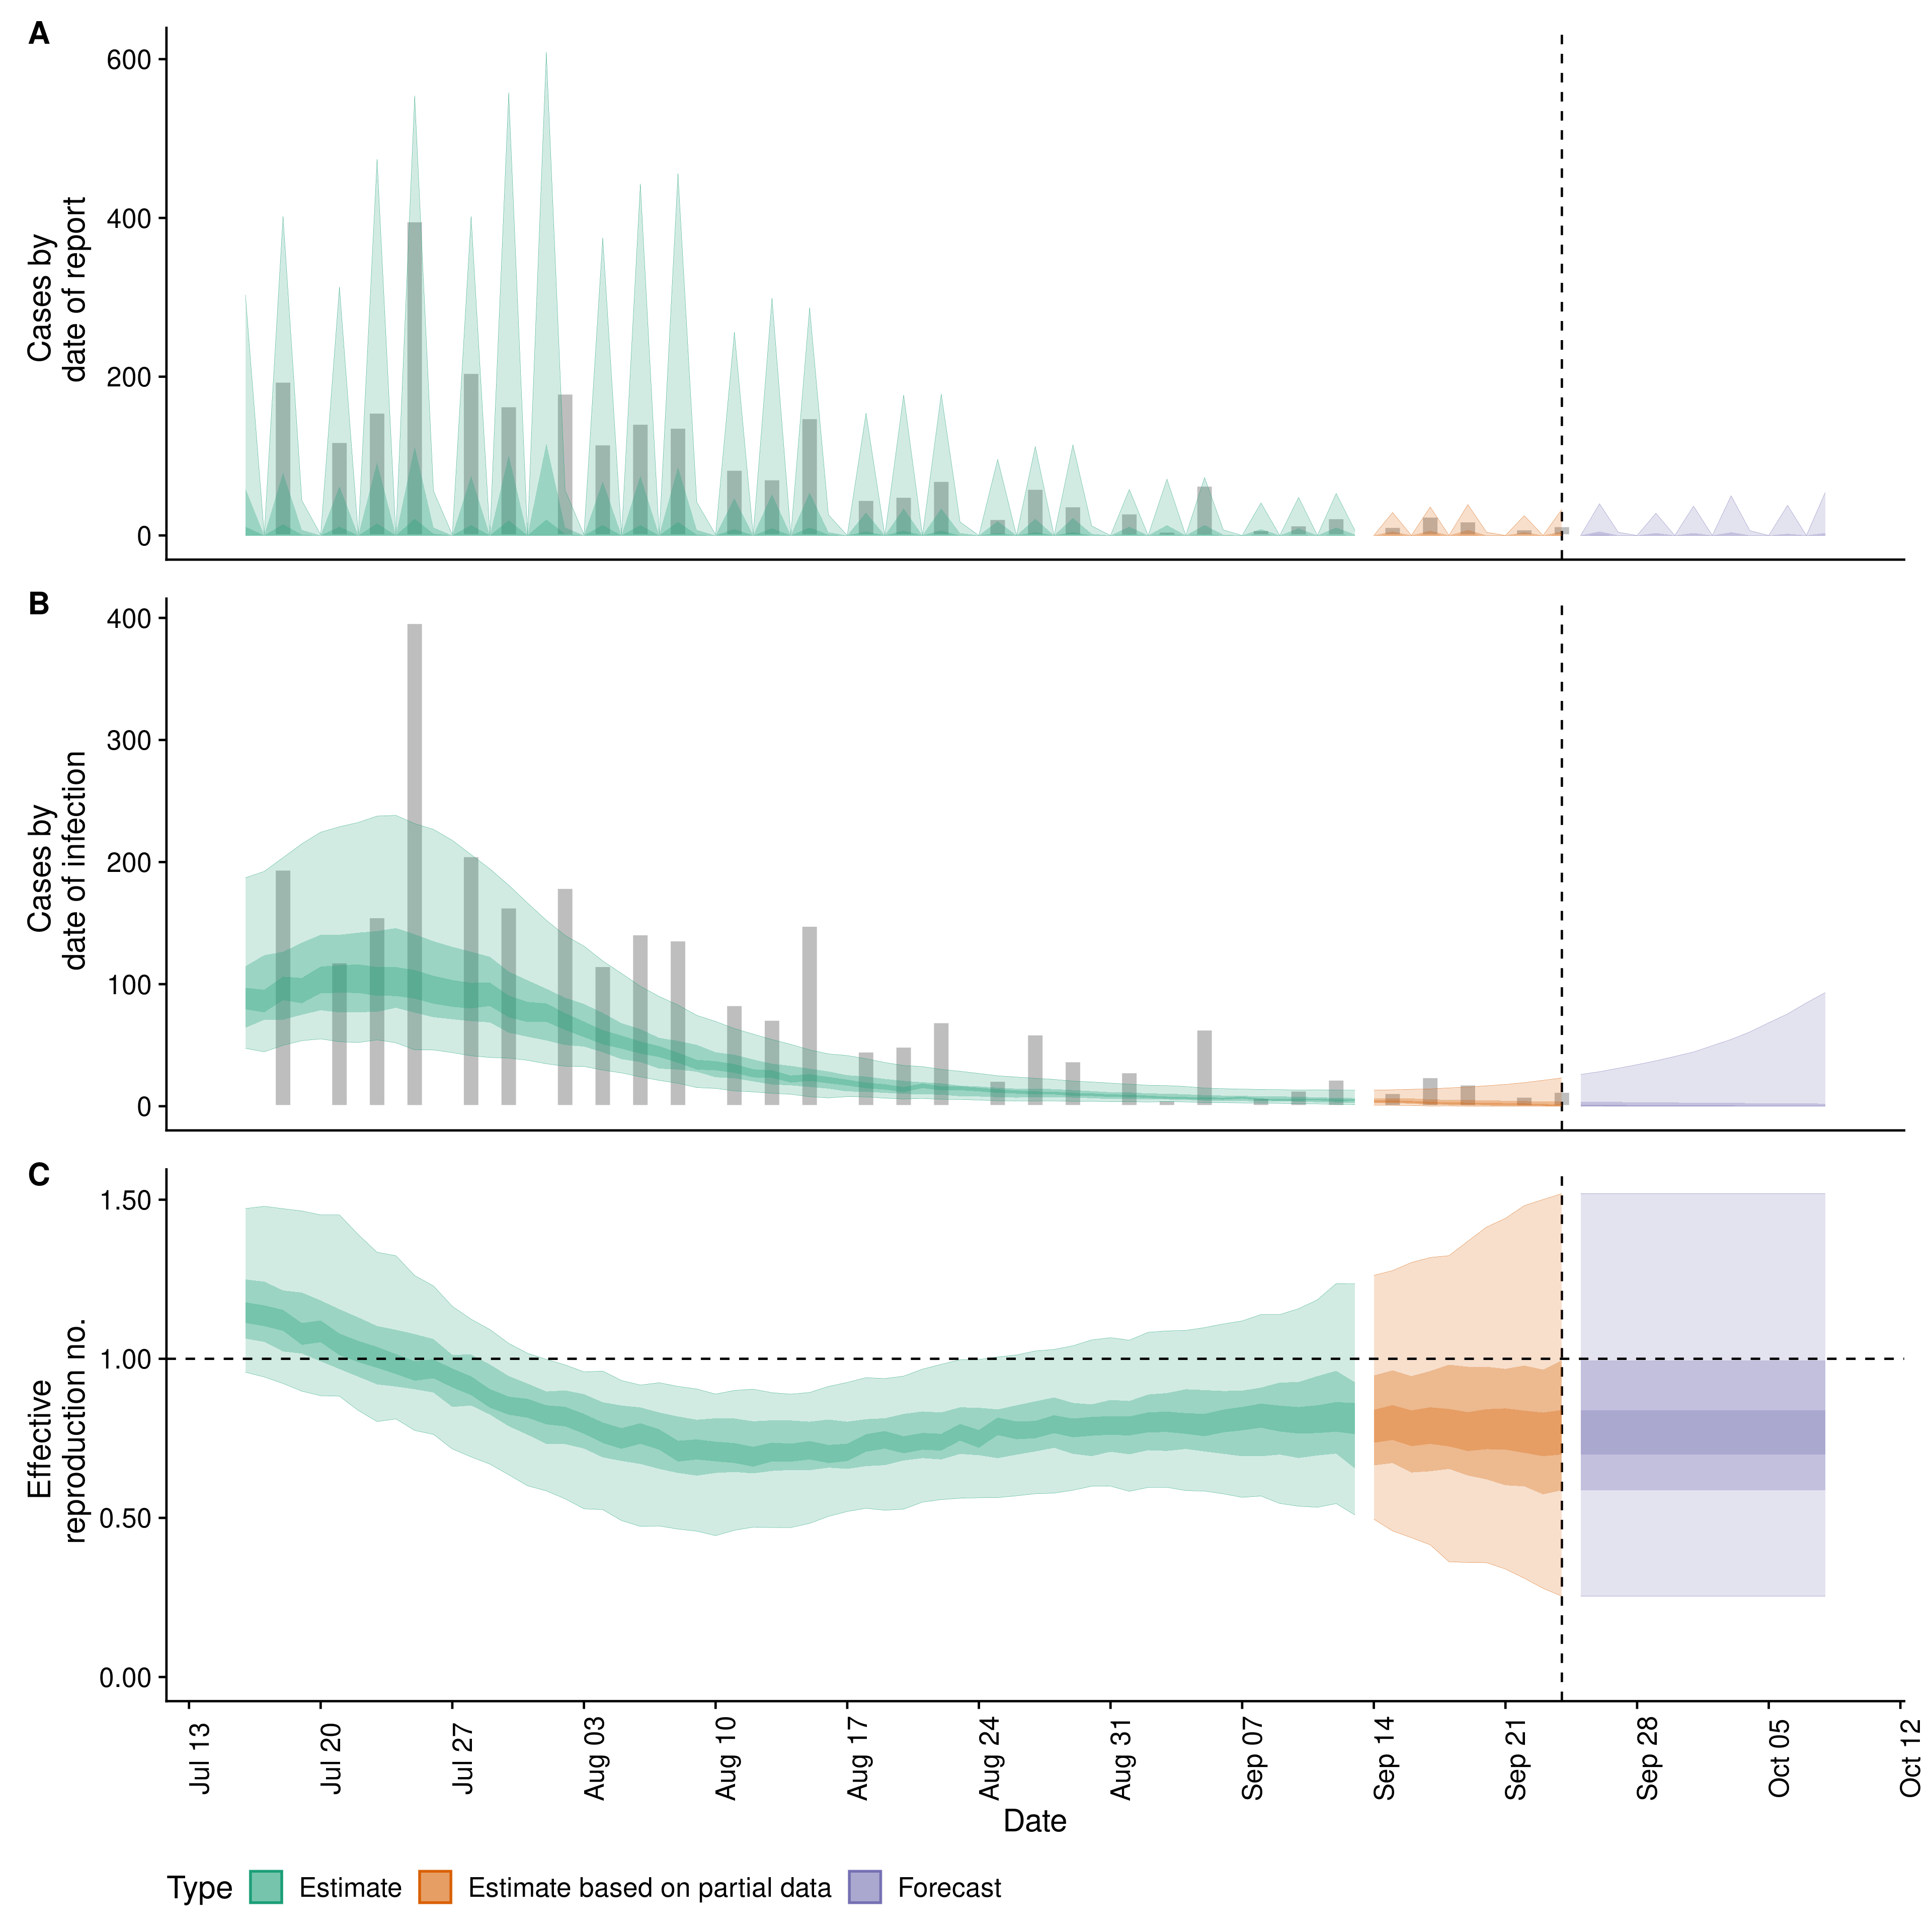 A
Cases by
date of report
600
400
200
0
B
Cases by
date of infection
400
300
200
100
0
C
Effective
reproduction no.
1.50
1.00
0.50
0.00
Jul 13
Jul 20
Jul 27
Aug 03
Aug 10
Aug 17
Aug 24
Aug 31
Sep 07
Sep 14
Sep 21
Sep 28
Oct 05
Oct 12
Date
Type Estimate Estimate based on partial data Forecast